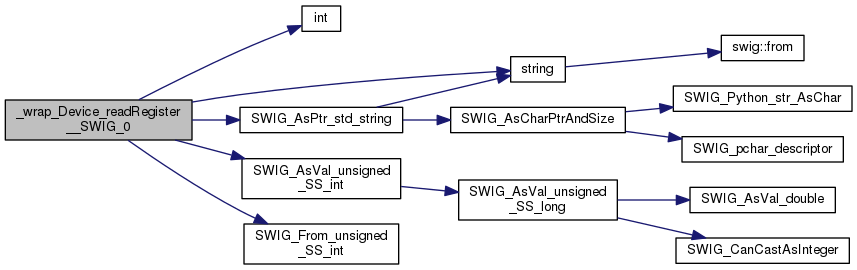 int
swig::from
string
SWIG_Python_str_AsChar
_wrap_Device_readRegister
__SWIG_0
SWIG_AsPtr_std_string
SWIG_AsCharPtrAndSize
SWIG_pchar_descriptor
SWIG_AsVal_unsigned
_SS_int
SWIG_AsVal_unsigned
_SS_long
SWIG_AsVal_double
SWIG_From_unsigned
_SS_int
SWIG_CanCastAsInteger